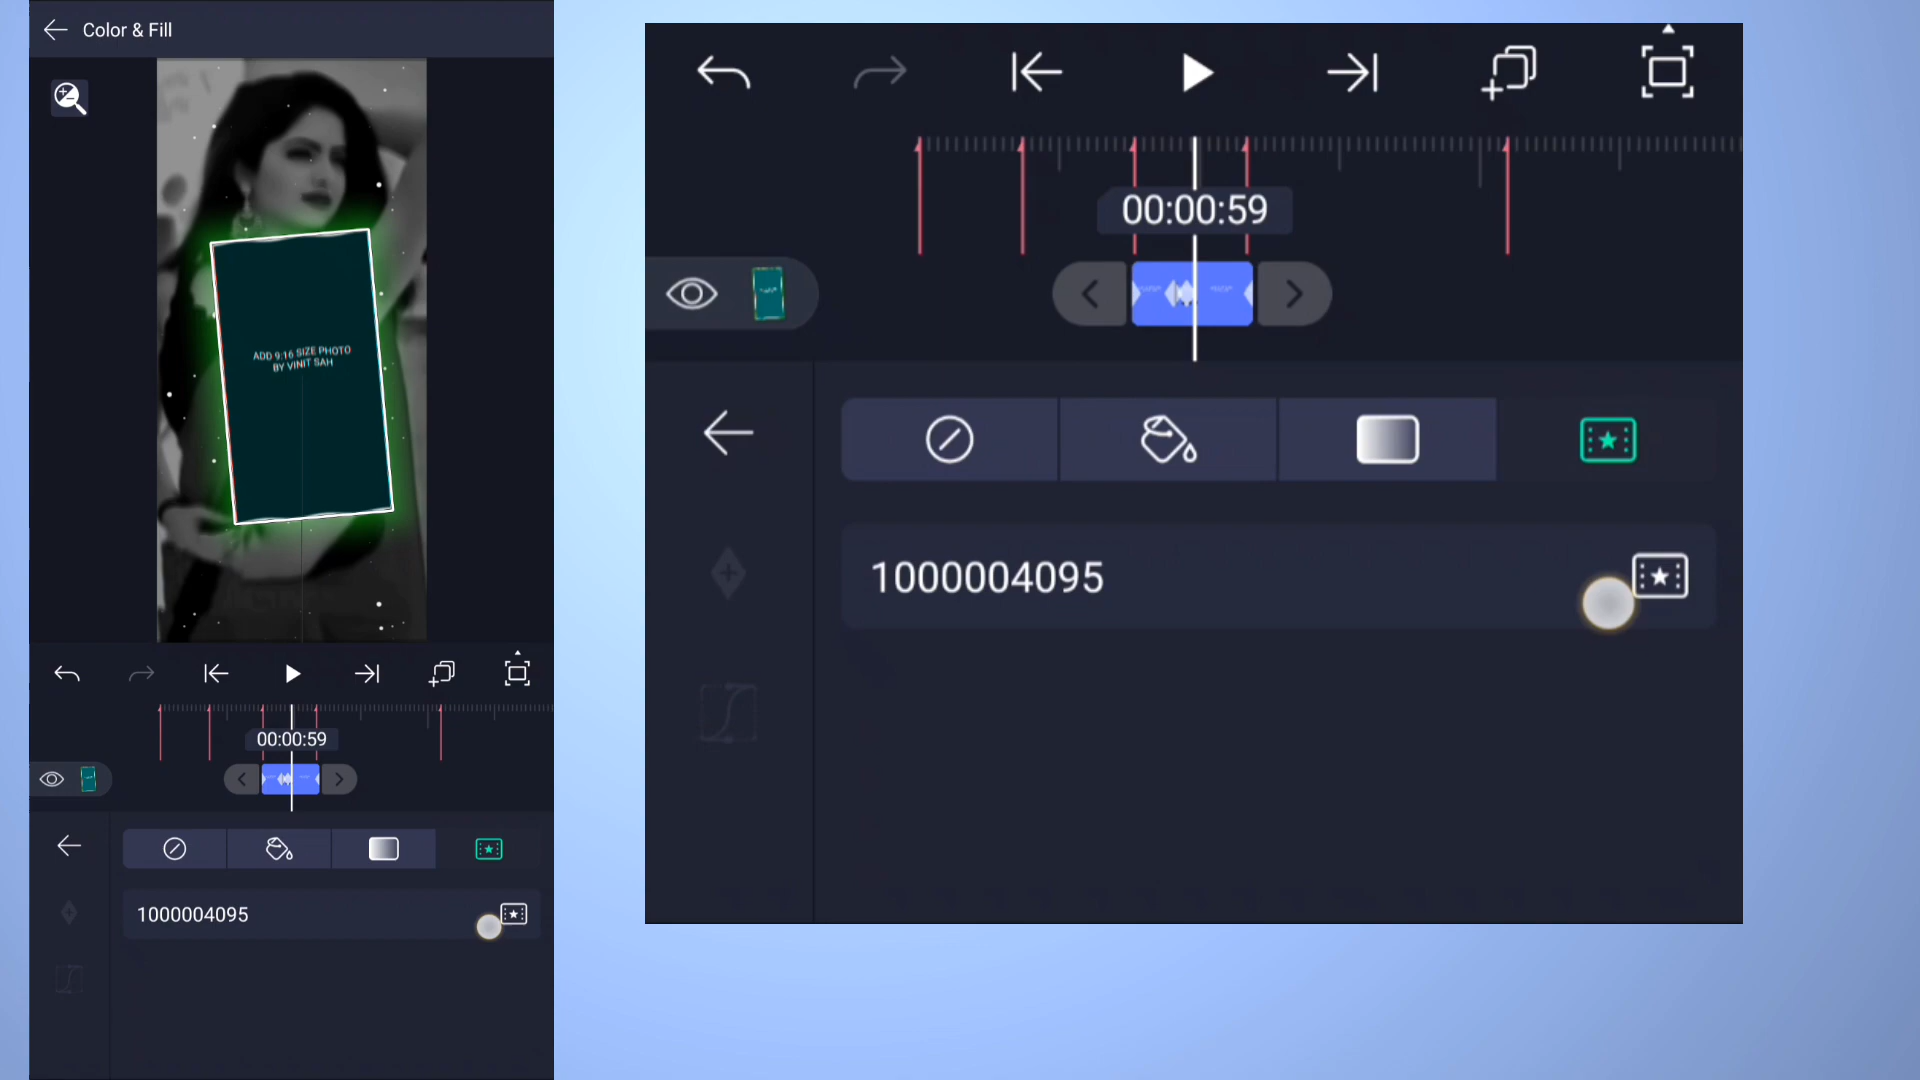 Color & Fill
ADD 9:16 SIZE PHOTO
BY VINIT SAH
00:00:59
1000004095
00:00:59
1000004095